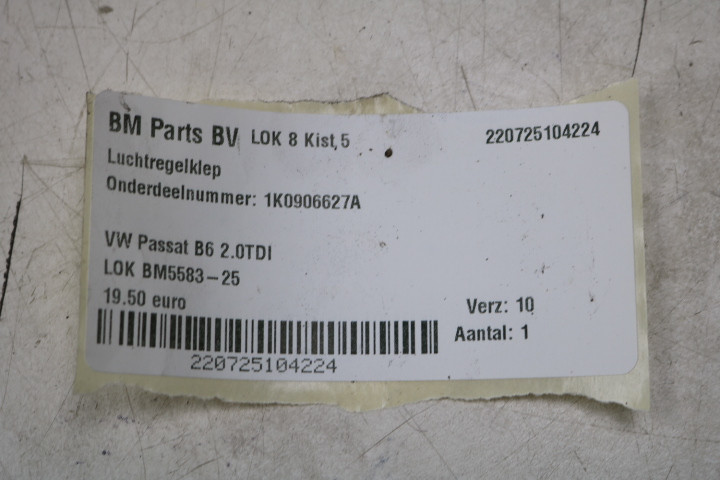 BM Parts BV LOK 8 Kist,5 220725104224
Luchtregelklep
Onderdeelnummer: 1K0906627A
VW Passat B6 2.0TDI
LOK BM5583-25
19.50 euro Verz: 10
Aantal: 1
220725104224